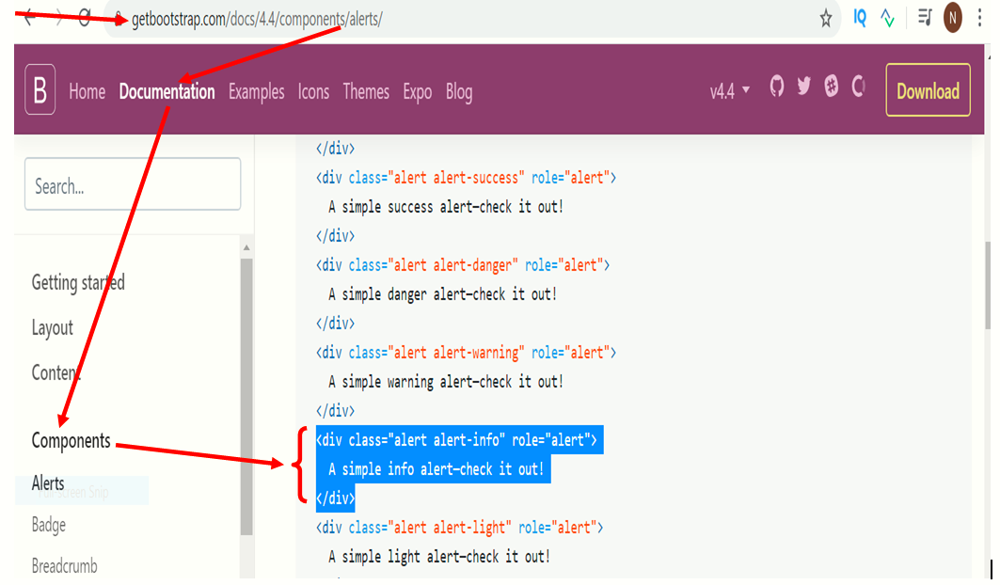 getbootstrap.com/docs/4.4/components/alerts/
IQ
N
B Home Documentation Examples Icons Themes Expo Blog v4.4 Download
Search...
Getting started
Layout
Content
Components
Alerts
Screen Snip
Badge
Breadcrumb
</div>
<div class="alert alert-success" role="alert">
A simple success alert—check it out!
</div>
<div class="alert alert-danger" role="alert">
A simple danger alert—check it out!
</div>
<div class="alert alert-warning" role="alert">
A simple warning alert—check it out!
</div>
<div class="alert alert-info" role="alert">
A simple info alert—check it out!
</div>
<div class="alert alert-light" role="alert">
A simple light alert—check it out!